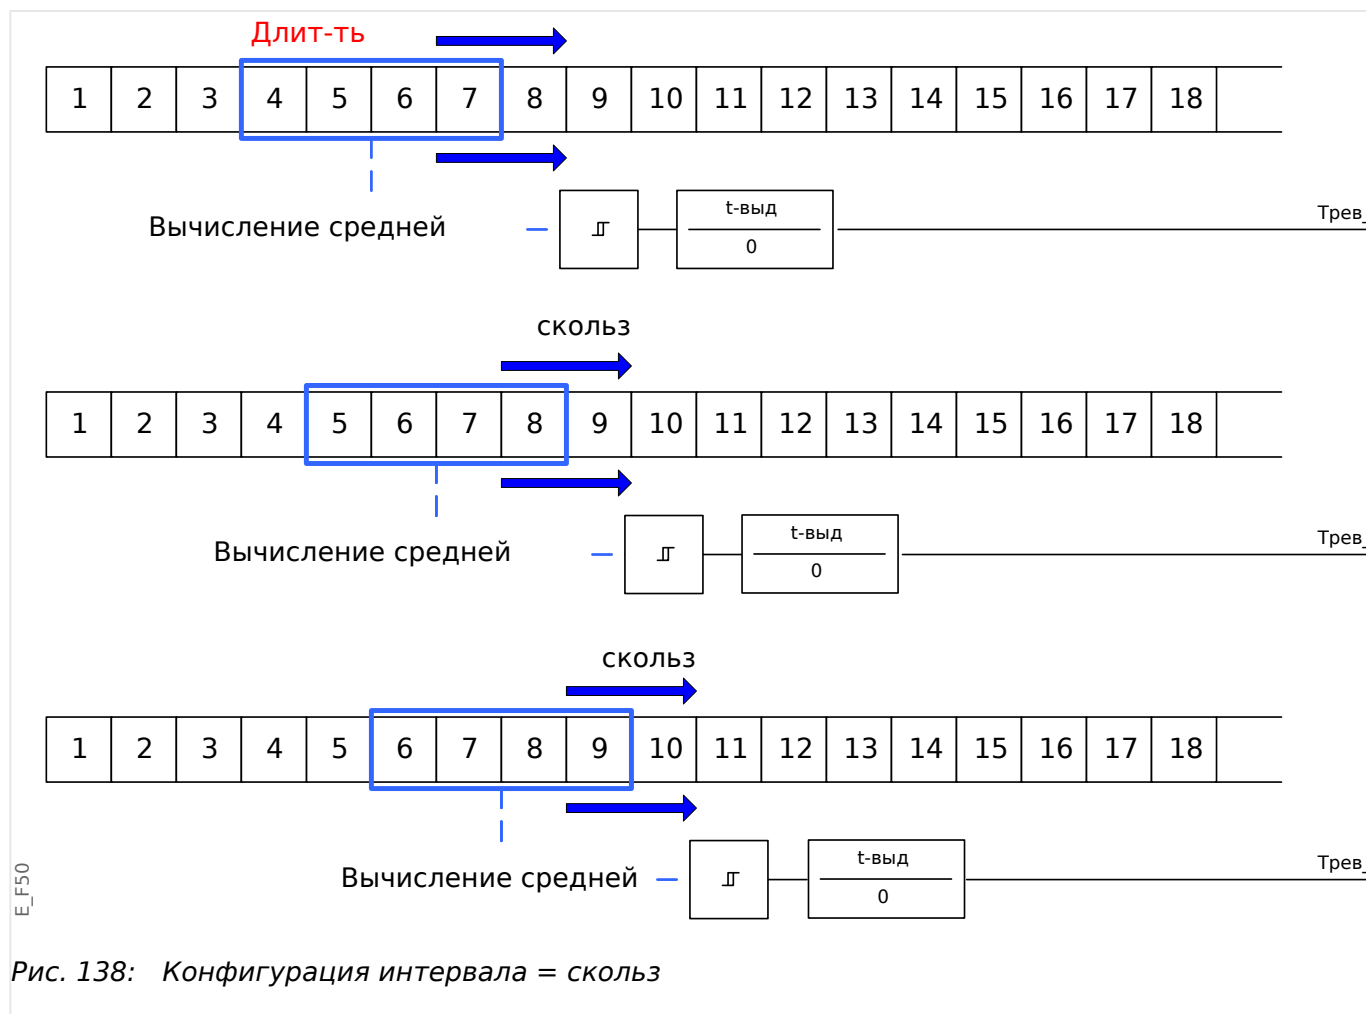 Длит-ть
1 2 3 4 5 6 7 8 9 10 11 12 13 14 15 16 17 18
Вычисление средней
t-выд
0
Трев_
скольз
1 2 3 4 5 6 7 8 9 10 11 12 13 14 15 16 17 18
Вычисление средней
t-выд
0
Трев_
скольз
1 2 3 4 5 6 7 8 9 10 11 12 13 14 15 16 17 18
Вычисление средней
t-выд
0
Трев_
E_F50
Рис. 138: Конфигурация интервала = скольз